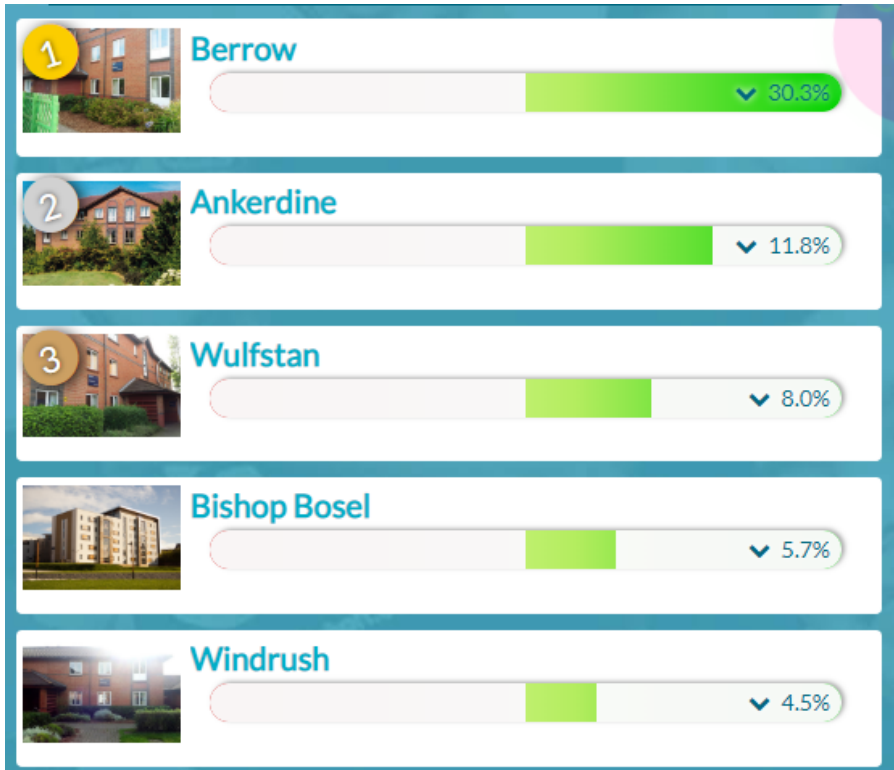 1
Berrow
30.3%
2
Ankerdine
11.8%
3
Wulfstan
8.0%
Bishop Bosel
5.7%
Windrush
4.5%